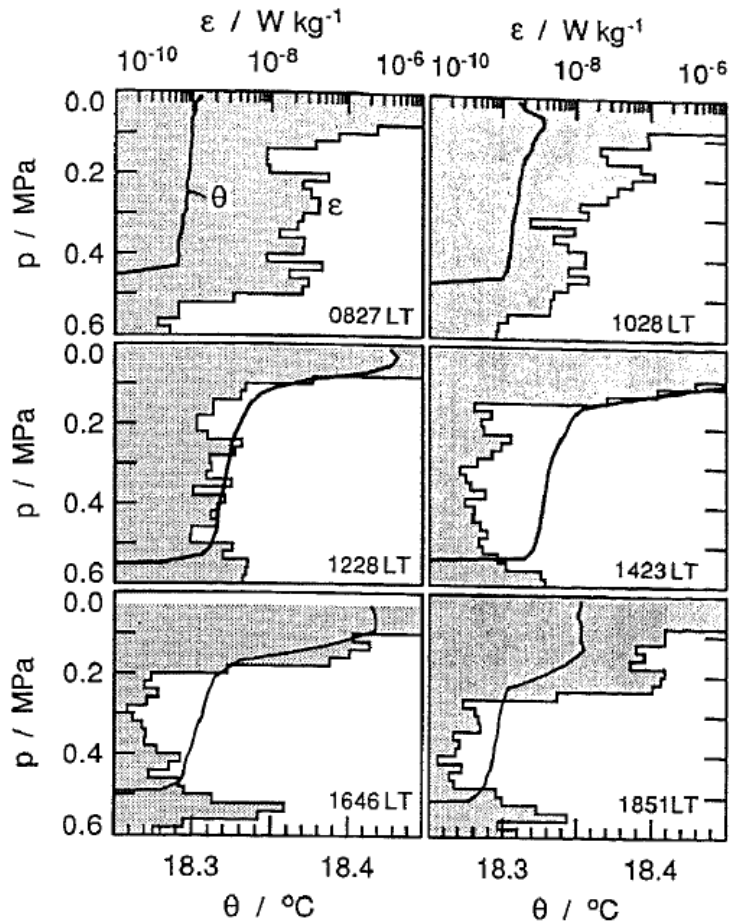 ε / W kg⁻¹ ε / W kg⁻¹
10⁻¹⁰ 10⁻⁸ 10⁻⁶ 10⁻¹⁰ 10⁻⁸ 10⁻⁶
0.0
0.2
0.4
0.6
p / MPa
θ
ε
0827 LT
1028 LT
0.0
0.2
0.4
0.6
p / MPa
1228 LT
1423 LT
0.0
0.2
0.4
0.6
p / MPa
1646 LT
1851 LT
18.3 18.4 18.3 18.4
θ / ºC θ / ºC